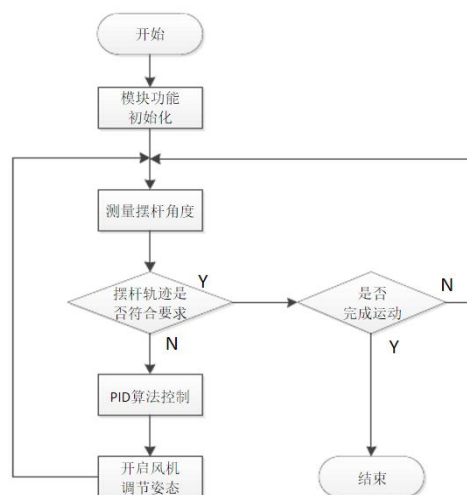 开始
模块功能
初始化
测量摆杆角度
摆杆轨迹是
否符合要求
Y
是否
完成运动
N
N
Y
PID算法控制
开启风机
调节姿态
结束